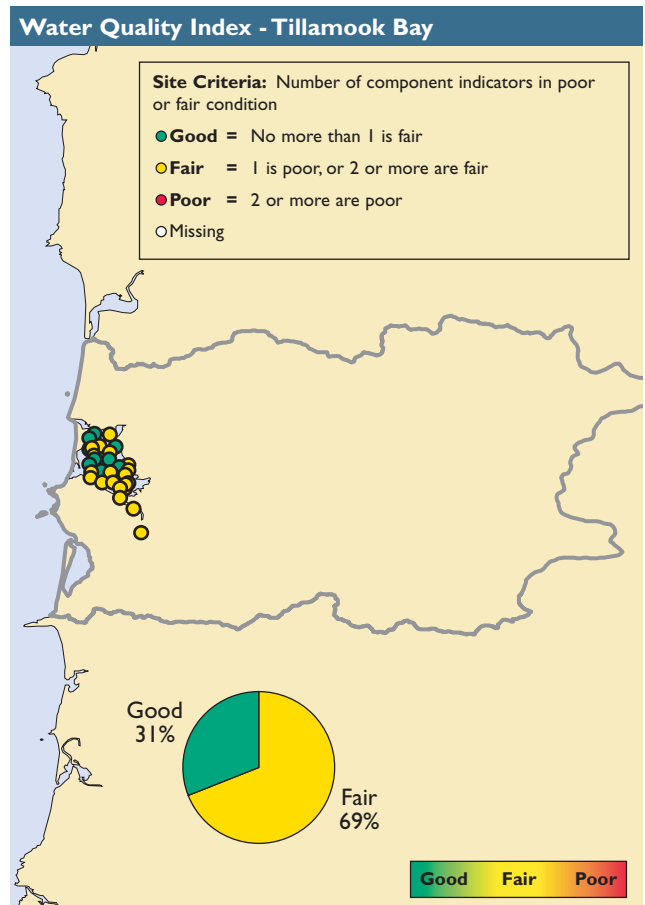 Water Quality Index - Tillamook Bay
Site Criteria: Number of component indicators in poor
or fair condition
Good = No more than 1 is fair
Fair = 1 is poor, or 2 or more are fair
Poor = 2 or more are poor
Missing
Good
31%
Fair
69%
Good Fair Poor